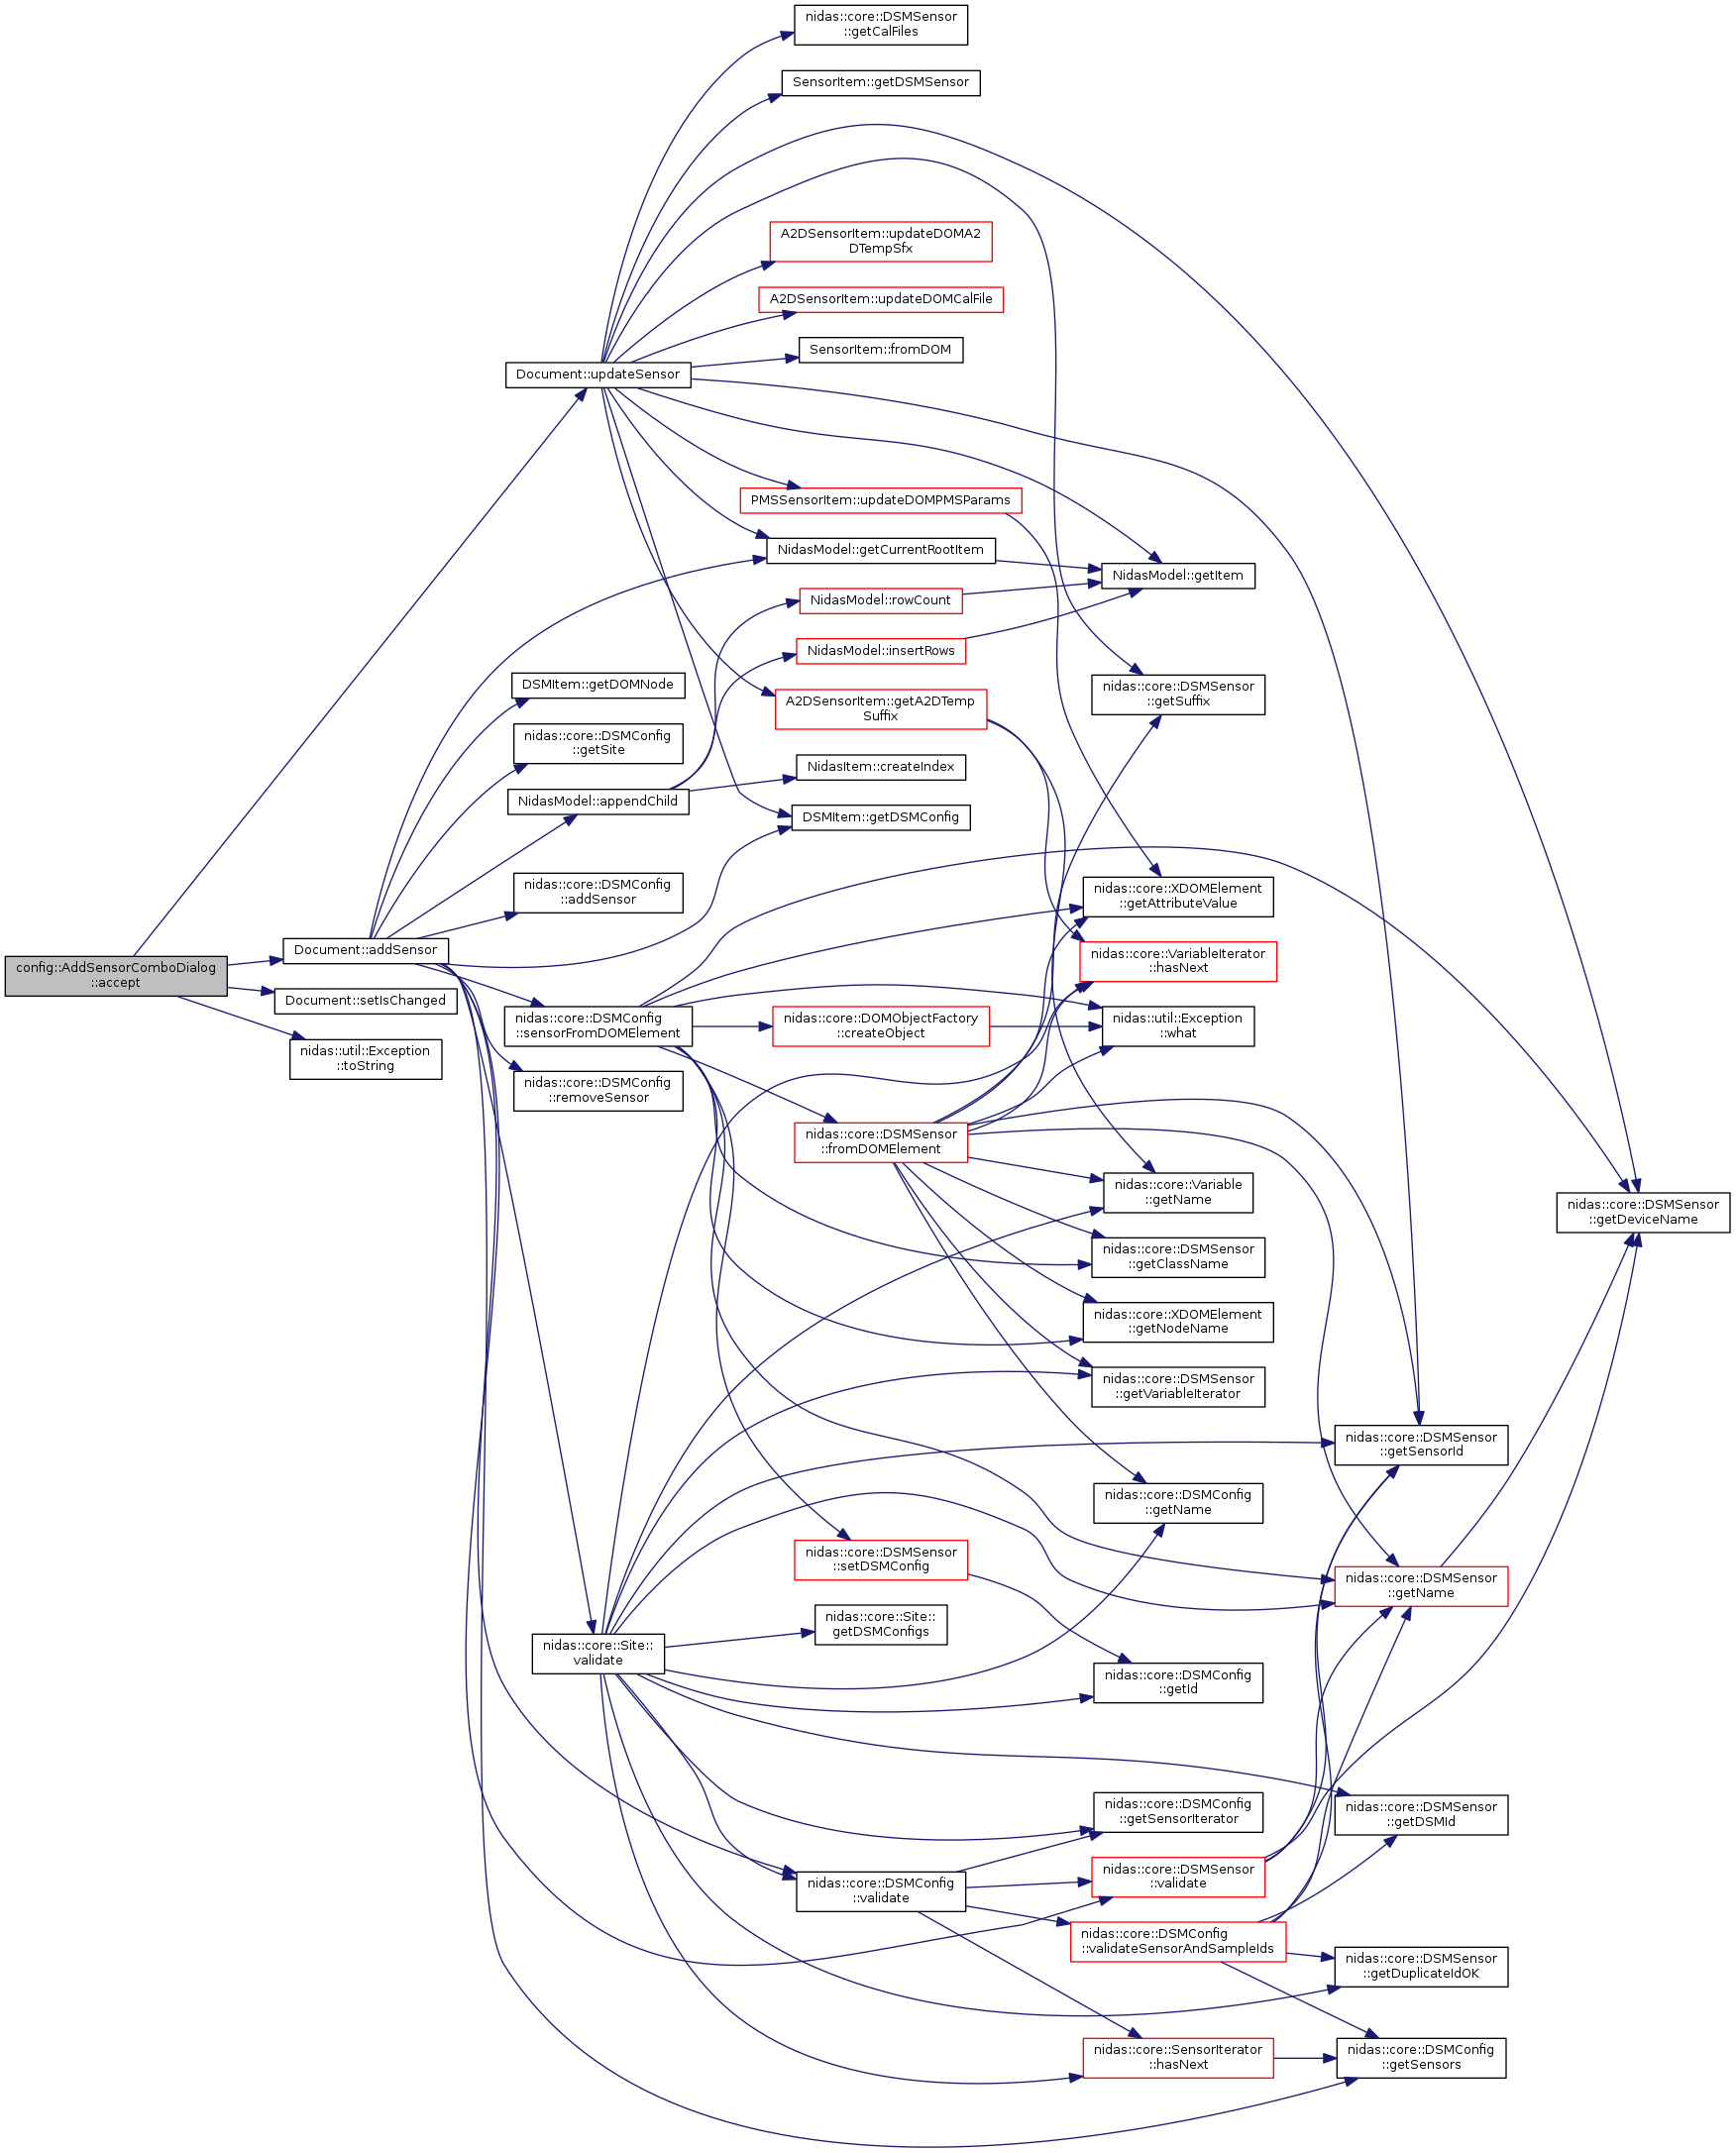 nidas::core::DSMSensor
::getCalFiles
SensorItem::getDSMSensor
A2DSensorItem::updateDOMA2
DTempSfx
A2DSensorItem::updateDOMCalFile
SensorItem::fromDOM
Document::updateSensor
PMSSensorItem::updateDOMPMSParams
NidasModel::getCurrentRootItem
NidasModel::getItem
NidasModel::rowCount
NidasModel::insertRows
DSMItem::getDOMNode
A2DSensorItem::getA2DTemp
Suffix
nidas::core::DSMSensor
::getSuffix
nidas::core::DSMConfig
::getSite
NidasItem::createIndex
NidasModel::appendChild
DSMItem::getDSMConfig
nidas::core::DSMConfig
::addSensor
nidas::core::XDOMElement
::getAttributeValue
Document::addSensor
nidas::core::VariableIterator
::hasNext
config::AddSensorComboDialog
::accept
Document::setIsChanged
nidas::core::DSMConfig
::sensorFromDOMElement
nidas::core::DOMObjectFactory
::createObject
nidas::util::Exception
::what
nidas::util::Exception
::toString
nidas::core::DSMConfig
::removeSensor
nidas::core::DSMSensor
::fromDOMElement
nidas::core::Variable
::getName
nidas::core::DSMSensor
::getDeviceName
nidas::core::DSMSensor
::getClassName
nidas::core::XDOMElement
::getNodeName
nidas::core::DSMSensor
::getVariableIterator
nidas::core::DSMSensor
::getSensorId
nidas::core::DSMConfig
::getName
nidas::core::DSMSensor
::setDSMConfig
nidas::core::DSMSensor
::getName
nidas::core::Site::
getDSMConfigs
nidas::core::Site::
validate
nidas::core::DSMConfig
::getId
nidas::core::DSMConfig
::getSensorIterator
nidas::core::DSMSensor
::getDSMId
nidas::core::DSMConfig
::validate
nidas::core::DSMSensor
::validate
nidas::core::DSMConfig
::validateSensorAndSampleIds
nidas::core::DSMSensor
::getDuplicateIdOK
nidas::core::SensorIterator
::hasNext
nidas::core::DSMConfig
::getSensors